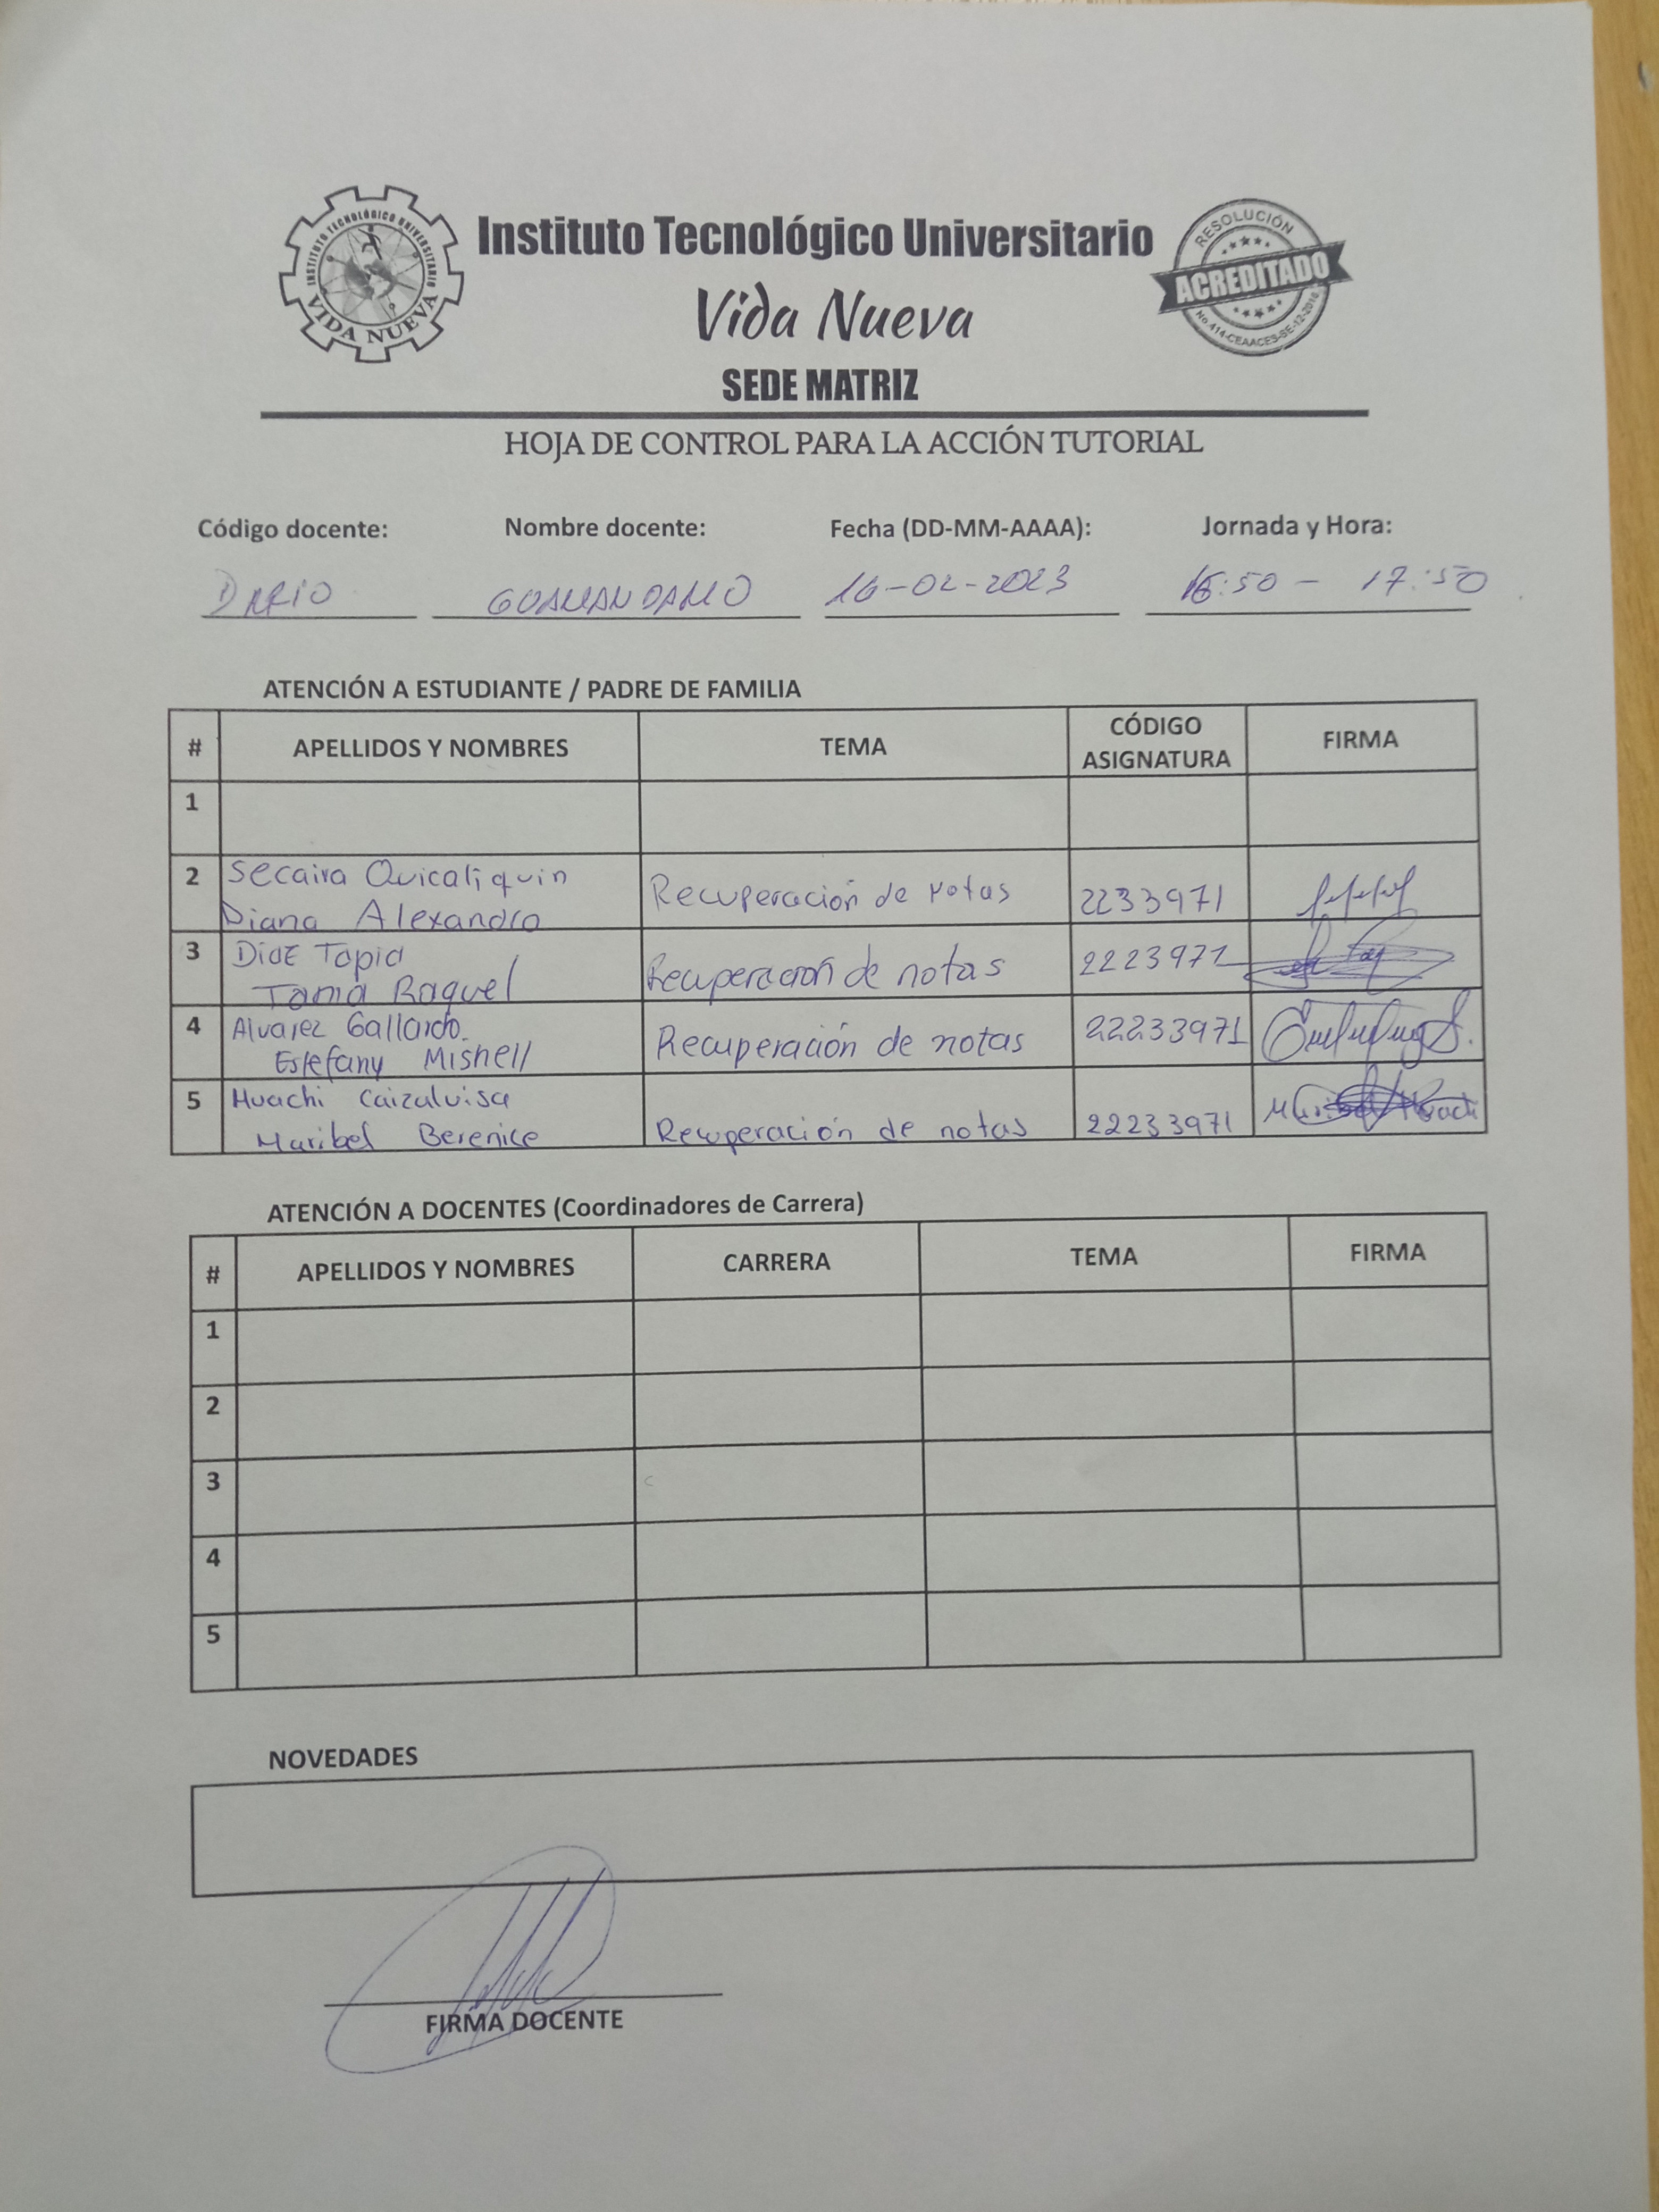 INSTITUTO TECNOLÓGICO UNIVERSITARIO
VIDA NUEVA
Instituto Tecnológico Universitario
Vida Nueva
SEDE MATRIZ
RESOLUCIÓN
ACREDITADO
No.414-CEAACES-SE-12-2016
HOJA DE CONTROL PARA LA ACCIÓN TUTORIAL
Código docente: Nombre docente: Fecha (DD-MM-AAAA): Jornada y Hora:
DARIO 16-02-2023 16:50 - 17:50
ATENCIÓN A ESTUDIANTE / PADRE DE FAMILIA
# APELLIDOS Y NOMBRES TEMA CÓDIGO ASIGNATURA FIRMA
1
2 Secaira Quicaliquin
Diana Alexandra Recuperación de notas 2233971
3 Diaz Tapia
Tania Raquel Recuperación de notas 2223971
4 Alvarez Gallardo.
Estefany Mishell Recuperación de notas 22233971
5 Huachi Caizaluisa
Maribel Berenice Recuperación de notas 22233971
ATENCIÓN A DOCENTES (Coordinadores de Carrera)
# APELLIDOS Y NOMBRES CARRERA TEMA FIRMA
1
2
3
4
5
NOVEDADES
FIRMA DOCENTE